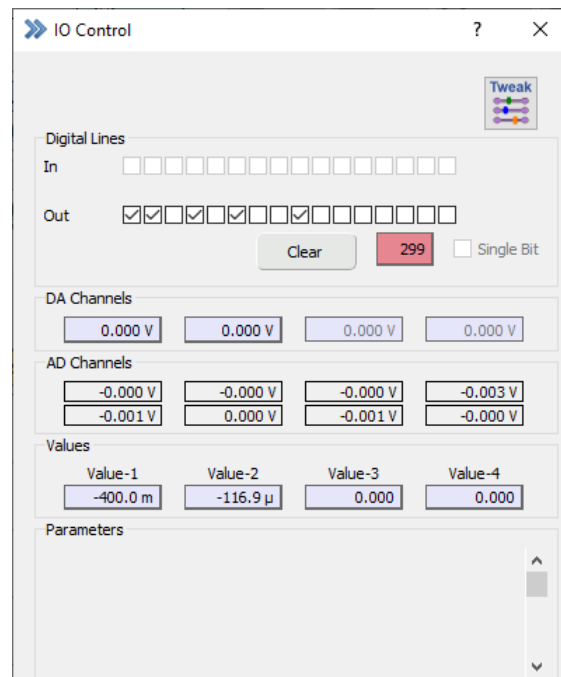 IO Control ?
Tweak
Digital Lines
In
Out
Clear 299 Single Bit
DA Channels
0.000 V 0.000 V 0.000 V 0.000 V
AD Channels
-0.000 V -0.000 V -0.000 V -0.003 V
-0.001 V 0.000 V -0.001 V -0.000 V
Values
Value-1 Value-2 Value-3 Value-4
-400.0 m -116.9 μ 0.000 0.000
Parameters